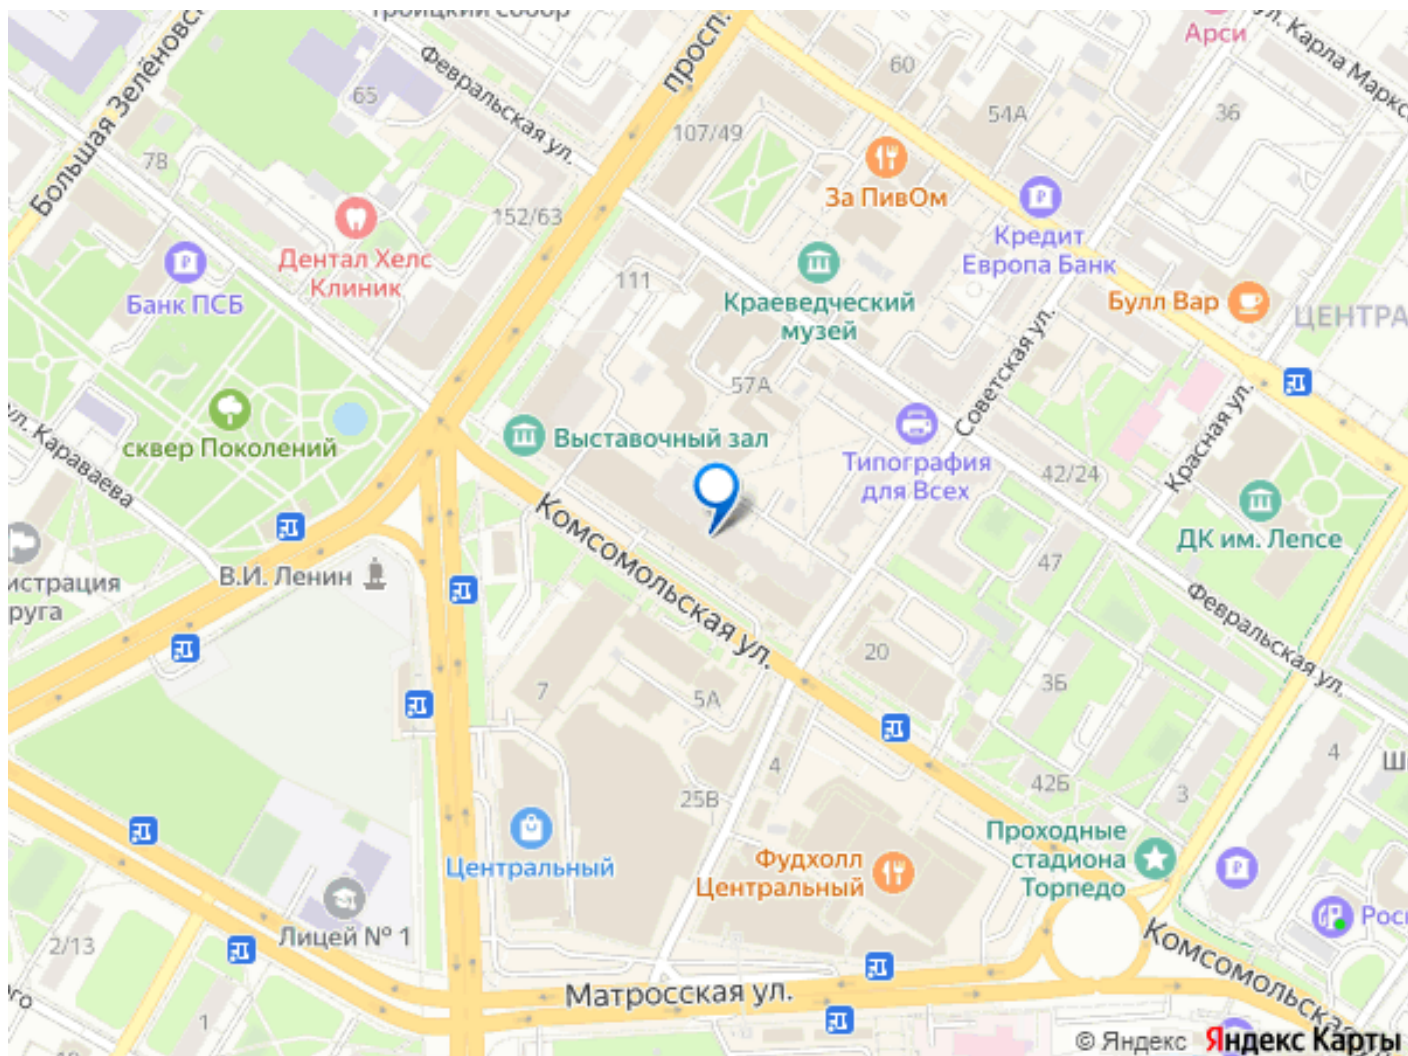 Троицкий собор
Большая Зелёновск
Февральская ул.
просп.
Арси
ул. Карла Маркс
60
65
54А
36
107/49
78
За ПивОм
152/63
Дентал Хелс
Клиник
Кредит
Европа Банк
Банк ПСБ
111
Краеведческий
музей
Булл Вар
ЦЕНТРА
57А
Советская ул.
сквер Поколений
Выставочный зал
ул. Караваева
Типография
для Всех
42/24
Красная ул.
Комсомольская ул.
ДК им. Лепсе
47
истрация
руга
В.И. Ленин
Февральская ул.
20
7
5А
3Б
4
4
Ш
25В
42Б
3
Центральный
Фудхолл
Центральный
Проходные
стадиона
Торпедо
Рос
Лицей № 1
2/13
Комсомольская
Матросская ул.
го
1
© Яндекс
Яндекс Карты